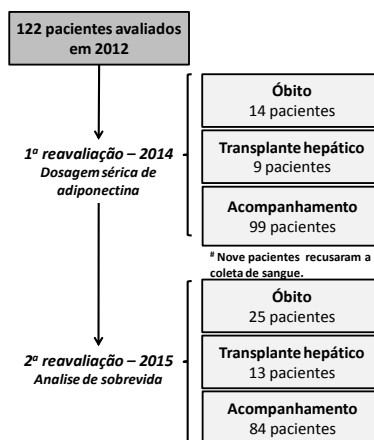 122 pacientes avaliados
em 2012
Óbito
14 pacientes
1ª reavaliação – 2014
Dosagem sérica de
adiponectina
Transplante hepático
9 pacientes
Acompanhamento
99 pacientes
# Nove pacientes recusaram a
coleta de sangue.
Óbito
25 pacientes
2ª reavaliação – 2015
Analise de sobrevida
Transplante hepático
13 pacientes
Acompanhamento
84 pacientes